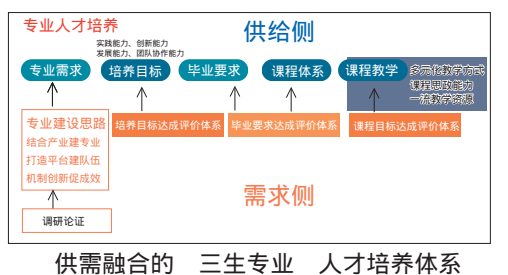 专业人才培养
供给侧
实践能力、创新能力
发展能力、团队协作能力
专业需求
培养目标
毕业要求
课程体系
课程教学
多元化教学方式
课程思政能力
一流教学资源
专业建设思路
结合产业建专业
打造平台建队伍
机制创新促成效
培养目标达成评价体系
毕业要求达成评价体系
课程目标达成评价体系
需求侧
调研论证
供需融合的 三生专业 人才培养体系